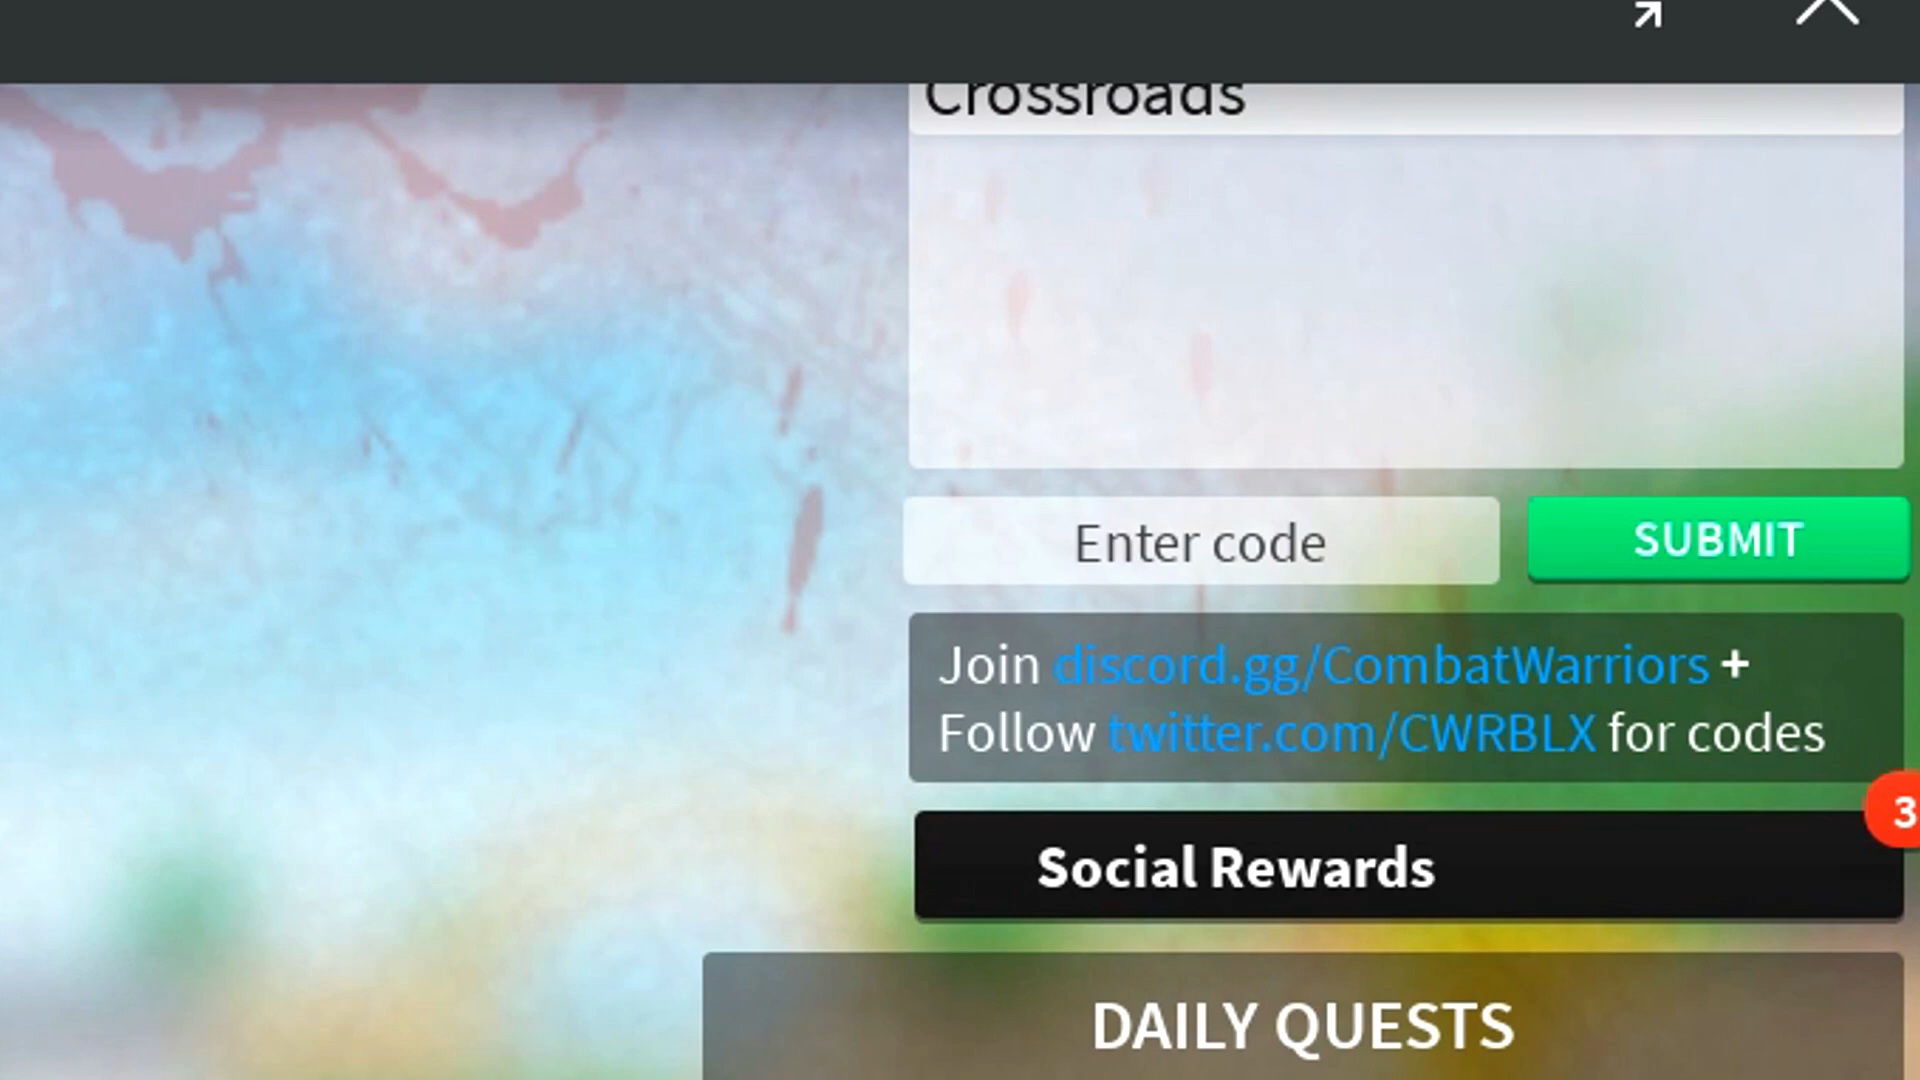 Crossroads
Enter code
SUBMIT
Join discord.gg/CombatWarriors +
Follow twitter.com/CWRBLX for codes
3
Social Rewards
DAILY QUESTS